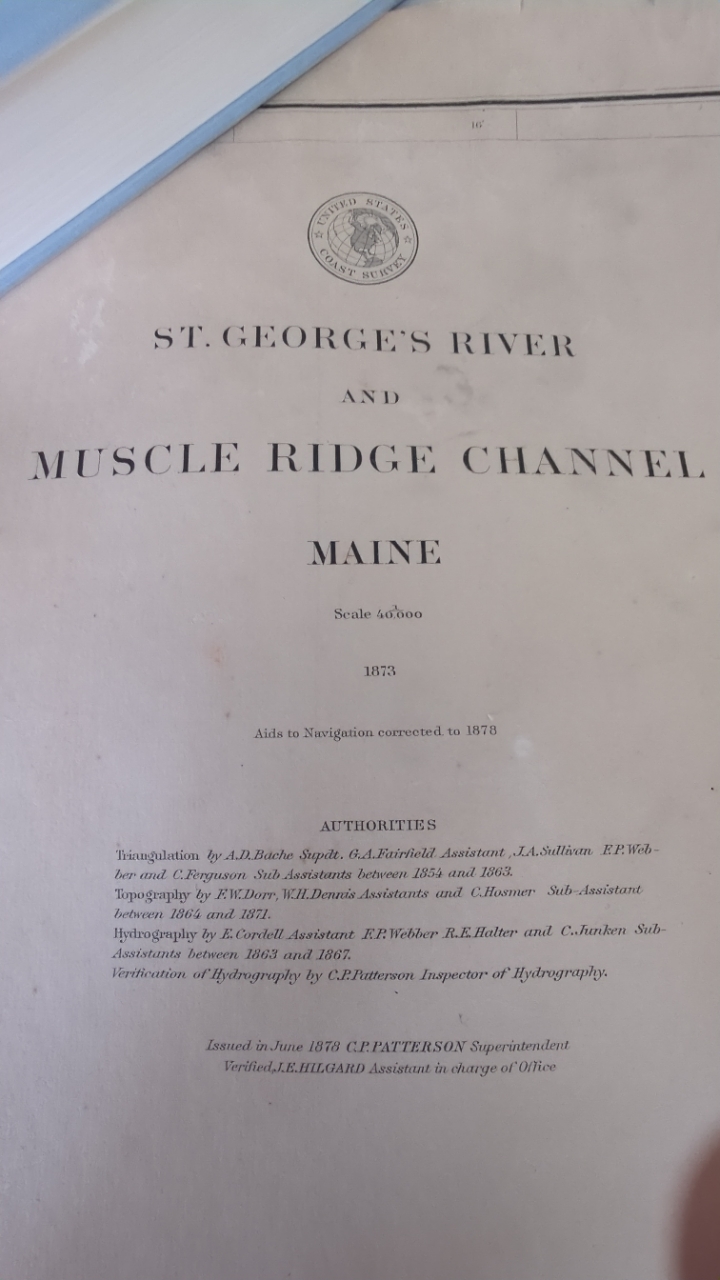 16'
UNITED STATES
COAST SURVEY
ST. GEORGE'S RIVER
AND
MUSCLE RIDGE CHANNEL
MAINE
Scale 1/40,000
1873
Aids to Navigation corrected to 1878
AUTHORITIES
Triangulation by A.D.Bache Supdt. G.A.Fairfield Assistant, J.A.Sullivan F.P.Web-
ber and C.Ferguson Sub Assistants between 1854 and 1863.
Topography by F.W.Dorr, W.H.Dennis Assistants and C.Hosmer Sub-Assistant
between 1864 and 1871.
Hydrography by E.Cordell Assistant F.P.Webber R.E.Halter and C.Junken Sub-
Assistants between 1863 and 1867.
Verification of Hydrography by C.P.Patterson Inspector of Hydrography.
Issued in June 1878 C.P.PATTERSON Superintendent
Verified, J.E.HILGARD Assistant in charge of Office